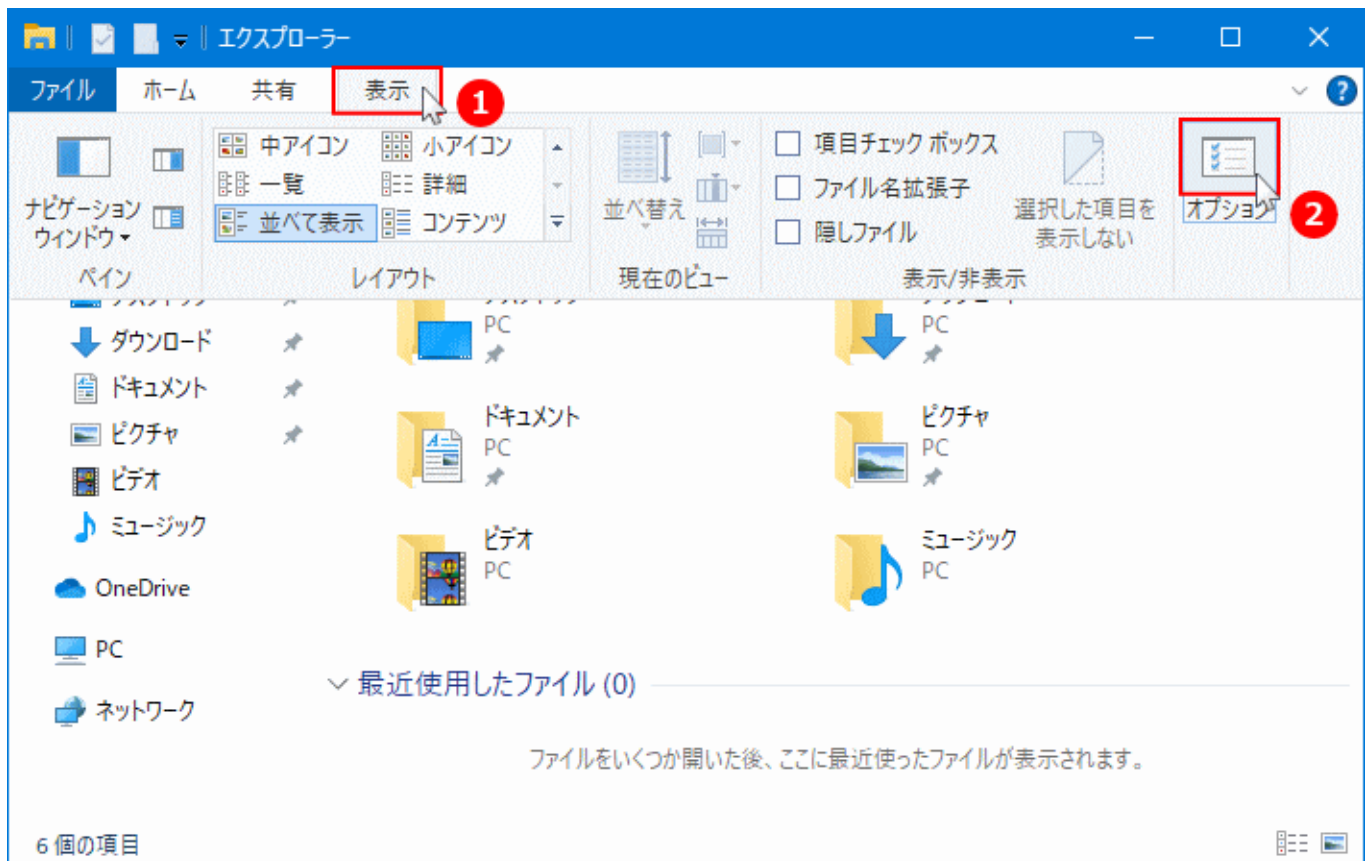 エクスプローラー
ファイル ホーム 共有 表示 1
中アイコン 小アイコン 項目チェック ボックス
一覧 詳細 ファイル名拡張子
並べて表示 コンテンツ 隠しファイル
ナビゲーション
ウィンドウ
並べ替え
選択した項目を
表示しない
オプション 2
ペイン レイアウト 現在のビュー 表示/非表示
PC PC
ダウンロード
ドキュメント
ピクチャ
ビデオ
ミュージック
OneDrive
PC
ネットワーク
ドキュメント ピクチャ
PC PC
ビデオ ミュージック
PC PC
最近使用したファイル (0)
ファイルをいくつか開いた後、ここに最近使ったファイルが表示されます。
6 個の項目